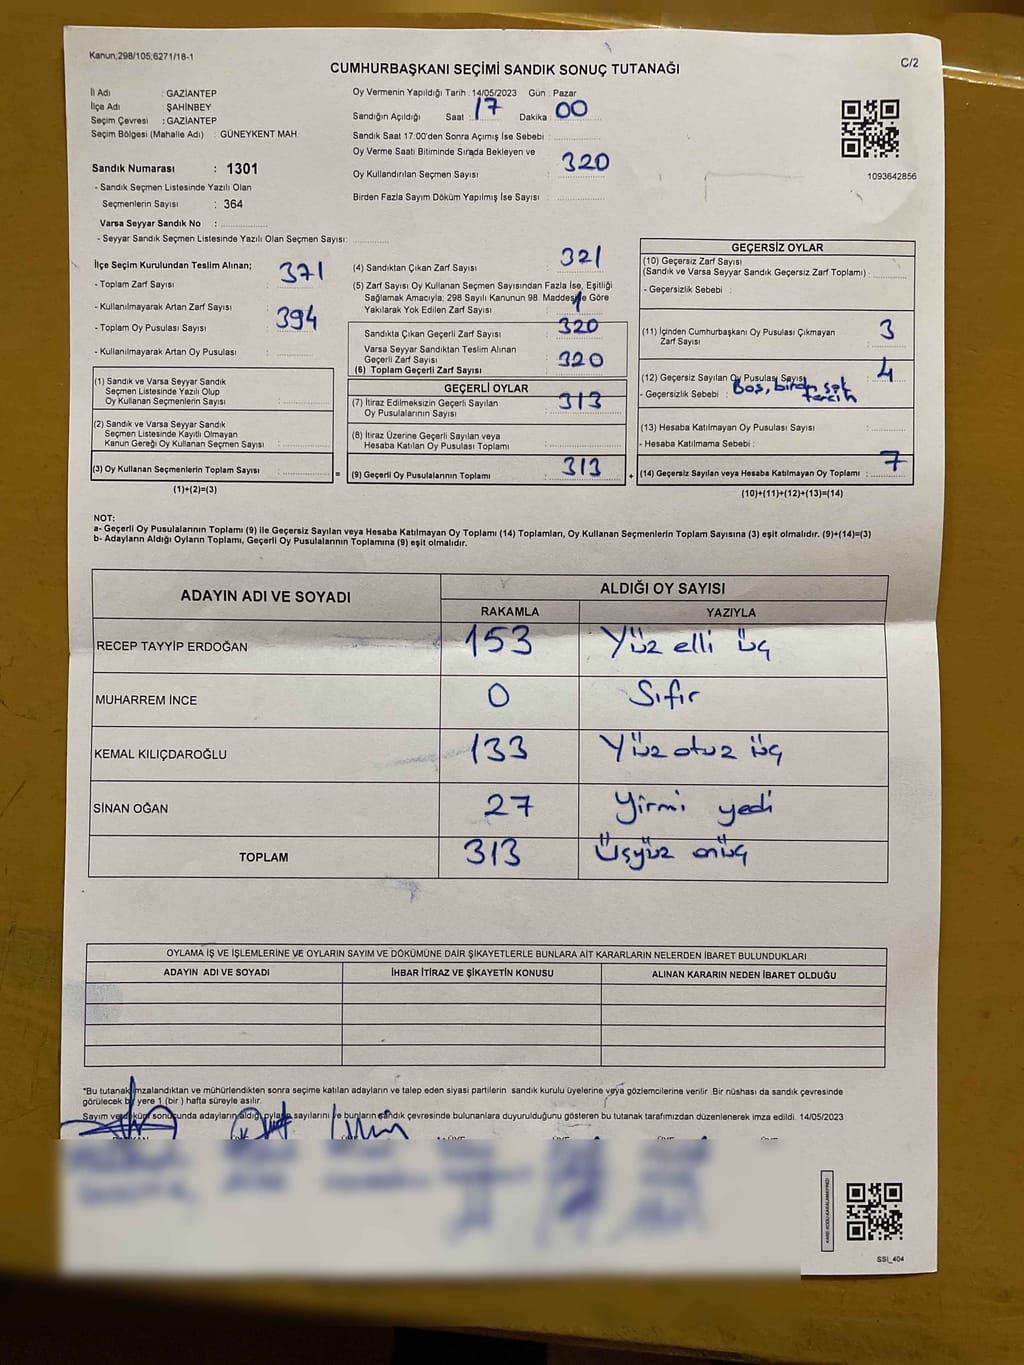 Kanun;298/105;6271/18-1
C/2
CUMHURBAŞKANI SEÇİMİ SANDIK SONUÇ TUTANAĞI
İl Adı : GAZİANTEP
İlçe Adı : ŞAHİNBEY
Seçim Çevresi : GAZİANTEP
Seçim Bölgesi (Mahalle Adı) : GÜNEYKENT MAH.
Sandık Numarası : 1301
- Sandık Seçmen Listesinde Yazılı Olan
Seçmenlerin Sayısı : 364
Varsa Seyyar Sandık No :
- Seyyar Sandık Seçmen Listesinde Yazılı Olan Seçmen Sayısı:
Oy Vermenin Yapıldığı Tarih : 14/05/2023 Gün : Pazar
Sandığın Açıldığı Saat : 17 Dakika : 00
Sandık Saat 17:00'den Sonra Açımış İse Sebebi :
Oy Verme Saati Bitiminde Sırada Bekleyen ve
Oy Kullandırılan Seçmen Sayısı : 320
Birden Fazla Sayım Döküm Yapılmış İse Sayısı :
1093642856
İlçe Seçim Kurulundan Teslim Alınan;
- Toplam Zarf Sayısı : 371
- Kullanılmayarak Artan Zarf Sayısı :
- Toplam Oy Pusulası Sayısı : 394
- Kullanılmayarak Artan Oy Pusulası :
(1) Sandık ve Varsa Seyyar Sandık
Seçmen Listesinde Yazılı Olup
Oy Kullanan Seçmenlerin Sayısı :
(2) Sandık ve Varsa Seyyar Sandık
Seçmen Listesinde Kayıtlı Olmayan
Kanun Gereği Oy Kullanan Seçmen Sayısı :
(3) Oy Kullanan Seçmenlerin Toplam Sayısı :
(1)+(2)=(3)
=
(4) Sandıktan Çıkan Zarf Sayısı : 321
(5) Zarf Sayısı Oy Kullanan Seçmen Sayısından Fazla İse, Eşitliği
Sağlamak Amacıyla; 298 Sayılı Kanunun 98. Maddesine Göre
Yakılarak Yok Edilen Zarf Sayısı : 1
Sandıkta Çıkan Geçerli Zarf Sayısı : 320
Varsa Seyyar Sandıktan Teslim Alınan
Geçerli Zarf Sayısı
(6) Toplam Geçerli Zarf Sayısı : 320
GEÇERLİ OYLAR
(7) İtiraz Edilmeksizin Geçerli Sayılan
Oy Pusulalarının Sayısı : 313
(8) İtiraz Üzerine Geçerli Sayılan veya
Hesaba Katılan Oy Pusulaları Toplamı :
(9) Geçerli Oy Pusulalarının Toplamı : 313
+
GEÇERSİZ OYLAR
(10) Geçersiz Zarf Sayısı
(Sandık ve Varsa Seyyar Sandık Geçersiz Zarf Toplamı) :
- Geçersizlik Sebebi :
(11) İçinden Cumhurbaşkanı Oy Pusulası Çıkmayan
Zarf Sayısı : 3
(12) Geçersiz Sayılan Oy Pusulası Sayısı : 4
- Geçersizlik Sebebi : Boş, birden çok
tercih
(13) Hesaba Katılmayan Oy Pusulası Sayısı :
- Hesaba Katılmama Sebebi :
(14) Geçersiz Sayılan veya Hesaba Katılmayan Oy Toplamı : 7
(10)+(11)+(12)+(13)=(14)
NOT:
a- Geçerli Oy Pusulalarının Toplamı (9) ile Geçersiz Sayılan veya Hesaba Katılmayan Oy Toplamı (14) Toplamları, Oy Kullanan Seçmenlerin Toplam Sayısına (3) eşit olmalıdır. (9)+(14)=(3)
b- Adayların Aldığı Oyların Toplamı, Geçerli Oy Pusulalarının Toplamına (9) eşit olmalıdır.
ADAYIN ADI VE SOYADI
ALDIĞI OY SAYISI
RAKAMLA YAZIYLA
RECEP TAYYİP ERDOĞAN 153 Yüz elli üç
MUHARREM İNCE 0 Sıfır
KEMAL KILIÇDAROĞLU 133 Yüz otuz üç
SİNAN OĞAN 27 Yirmi yedi
TOPLAM 313 Üçyüz onüç
OYLAMA İŞ VE İŞLEMLERİNE VE OYLARIN SAYIM VE DÖKÜMÜNE DAİR ŞİKAYETLERLE BUNLARA AİT KARARLARIN NELERDEN İBARET BULUNDUKLARI
ADAYIN ADI VE SOYADI İHBAR İTİRAZ VE ŞİKAYETİN KONUSU ALINAN KARARIN NEDEN İBARET OLDUĞU
*Bu tutanak imzalandıktan ve mühürlendikten sonra seçime katılan adayların ve talep eden siyasi partilerin sandık kurulu üyelerine veya gözlemcilerine verilir. Bir nüshası da sandık çevresinde
görülecek bir yere 1 (bir) hafta süreyle asılır.
Sayım ve döküm sonucunda adayların aldığı oyların sayılarını ve bunların sandık çevresinde bulunanlara duyurulduğunu gösteren bu tutanak tarafımızdan düzenlenerek imza edildi. 14/05/2023
SSI_404